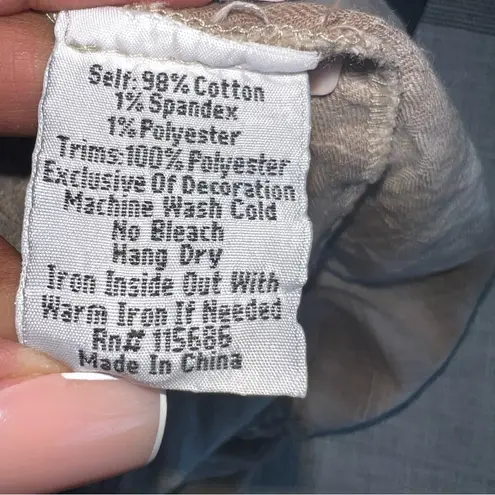 Self: 98% Cotton
1% Spandex
1% Polyester
Trims:100% Polyester
Exclusive Of Decoration
Machine Wash Cold
No Bleach
Hang Dry
Iron Inside Out With
Warm Iron If Needed
Rn# 115686
Made In China